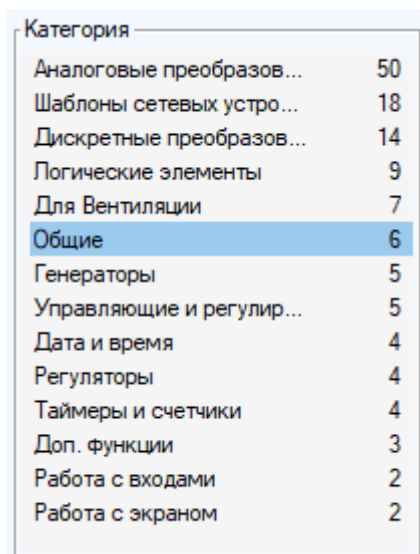 Категория
Аналоговые преобразов... 50
Шаблоны сетевых устро... 18
Дискретные преобразов... 14
Логические элементы 9
Для Вентиляции 7
Общие 6
Генераторы 5
Управляющие и регулир... 5
Дата и время 4
Регуляторы 4
Таймеры и счетчики 4
Доп. функции 3
Работа с входами 2
Работа с экраном 2